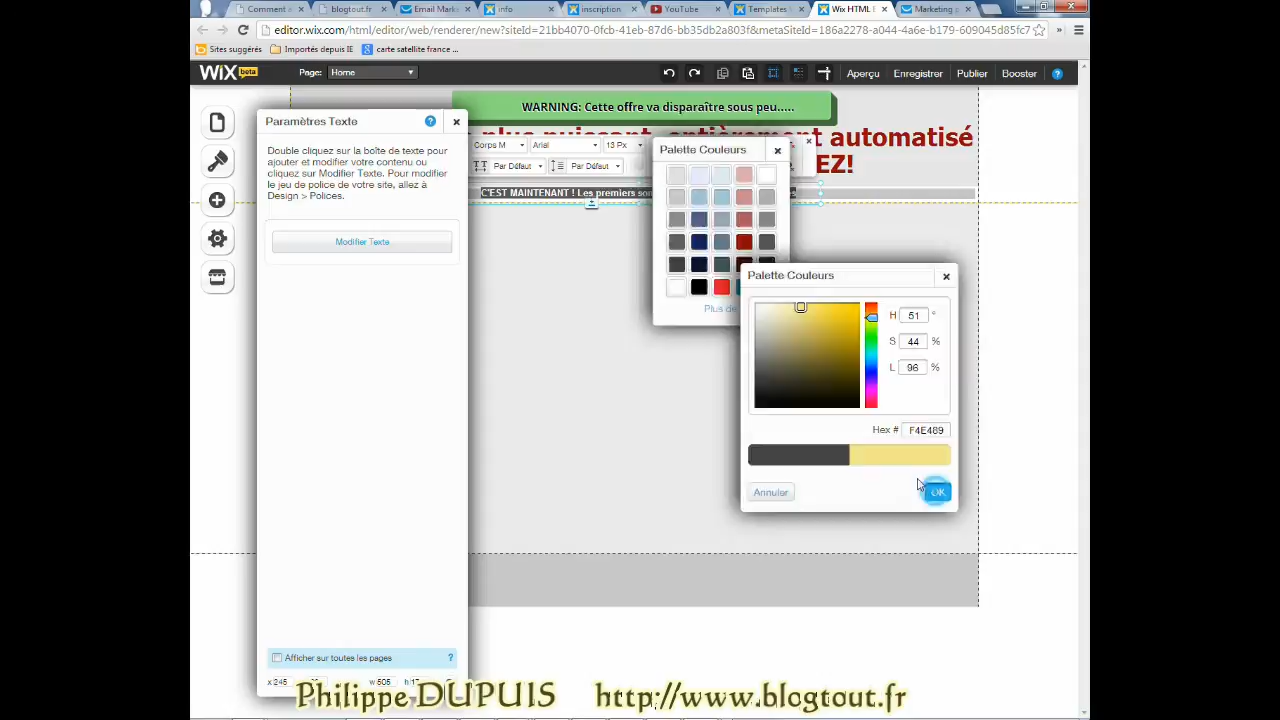 Comment a
blogtout.fr
Email Mark
info
inscription
YouTube
Templates
Wix HTML E
Marketing
editor.wix.com/html/editor/web/renderer/new?siteId=21bb4070-0fcb-41eb-87d6-bb35db2a803f&metaSiteId=186a2278-a044-4a6e-b179-609045d85fc7
Sites suggérés
Importés depuis IE
carte satellite france ...
WiX beta
Page: Home
Aperçu
Enregistrer
Publier
Booster
?
WARNING: Cette offre va disparaître sous peu.....
plus puissant, entièrement automatisé
EZ!
Paramètres Texte
?
Double cliquez sur la boîte de texte pour
ajouter et modifier votre contenu ou
cliquez sur Modifier Texte. Pour modifier
le jeu de police de votre site, allez à
Design > Polices.
Modifier Texte
Corps M
Arial
13 Px
Par Défaut
Par Défaut
C'EST MAINTENANT ! Les premiers
Palette Couleurs
Plus de
Palette Couleurs
H 51 °
S 44 %
L 96 %
Hex # F4E489
Annuler
OK
Afficher sur toutes les pages
?
x 245
w 505
Philippe DUPUIS http://www.blogtout.fr